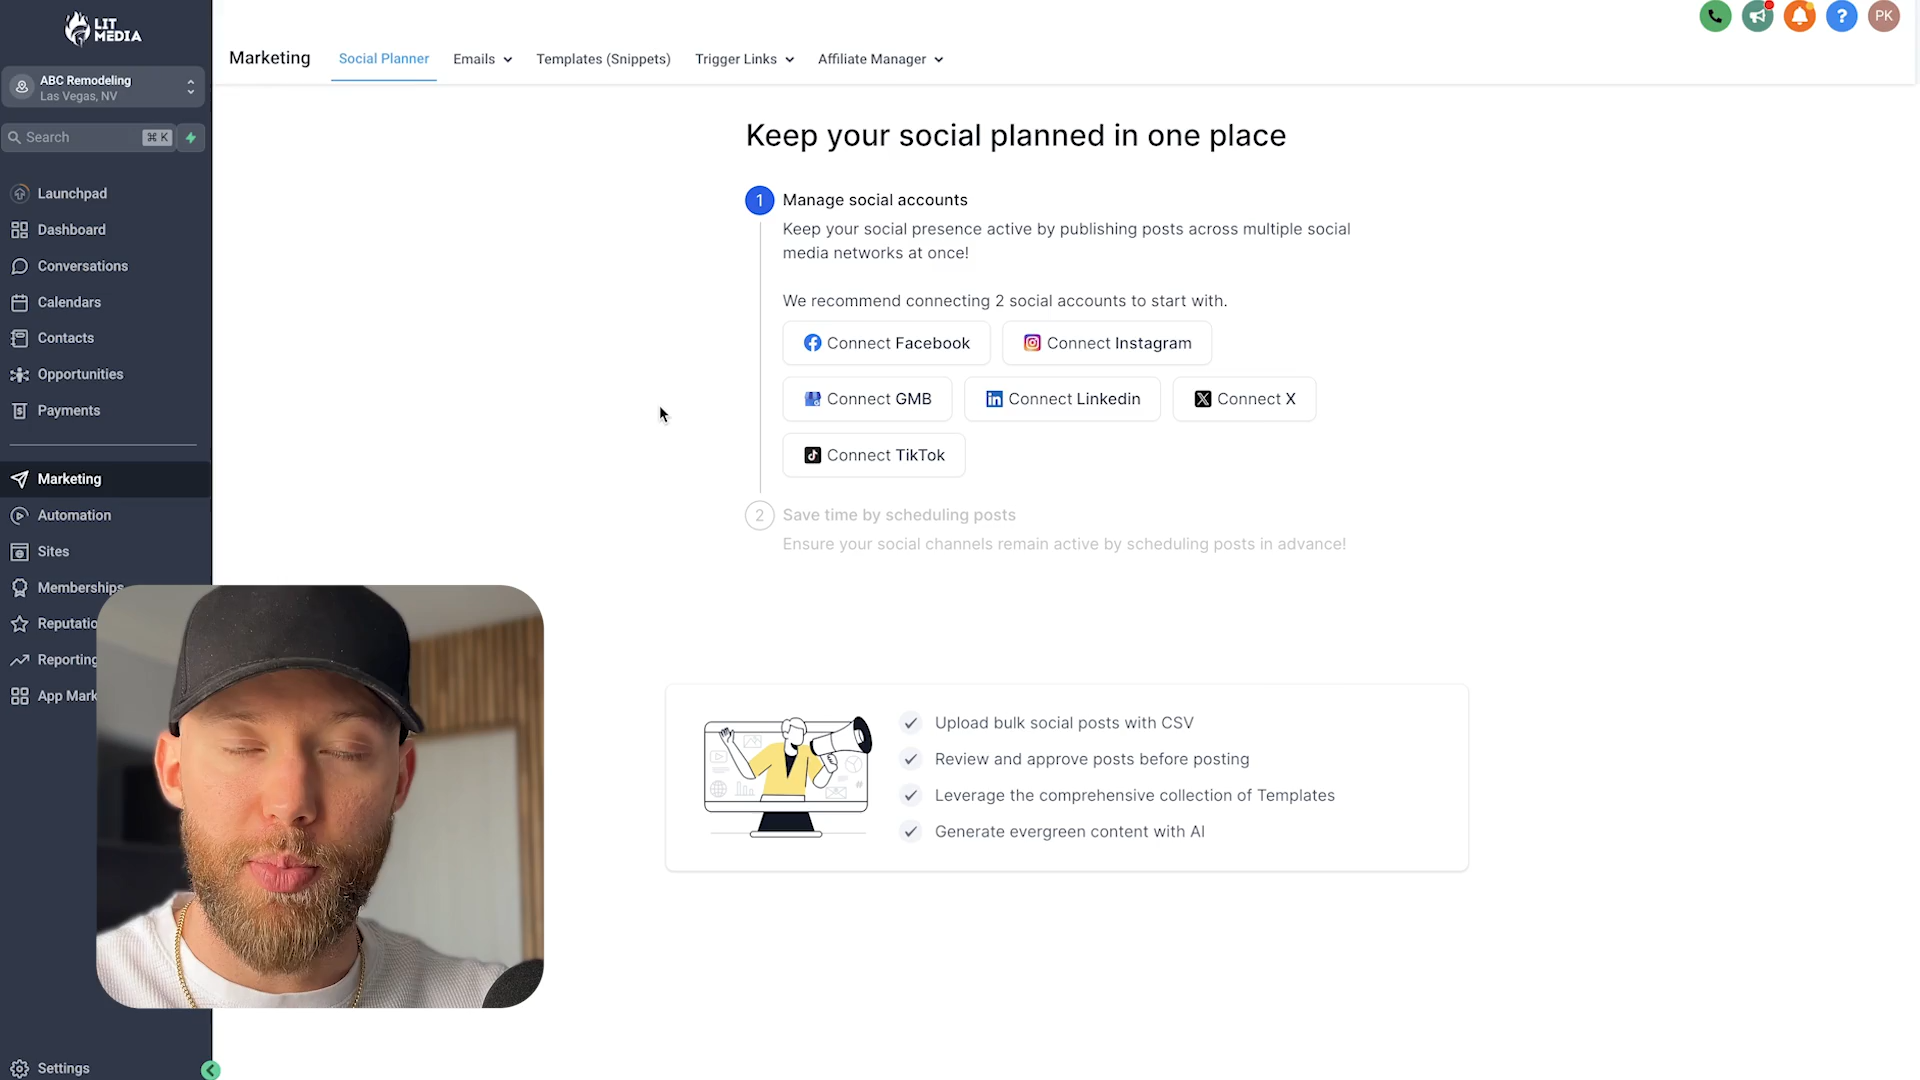 LIT
MEDIA
ABC Remodeling
Las Vegas, NV
Search
⌘ K
Launchpad
Dashboard
Conversations
Calendars
Contacts
Opportunities
Payments
Marketing
Automation
Sites
Memberships
Reputatio
Reporting
App Mark
Settings
Marketing
Social Planner
Emails
Templates (Snippets)
Trigger Links
Affiliate Manager
?
PK
Keep your social planned in one place
1
Manage social accounts
Keep your social presence active by publishing posts across multiple social
media networks at once!
We recommend connecting 2 social accounts to start with.
Connect Facebook
Connect Instagram
Connect GMB
Connect Linkedin
Connect X
Connect TikTok
2
Save time by scheduling posts
Ensure your social channels remain active by scheduling posts in advance!
Upload bulk social posts with CSV
Review and approve posts before posting
Leverage the comprehensive collection of Templates
Generate evergreen content with AI